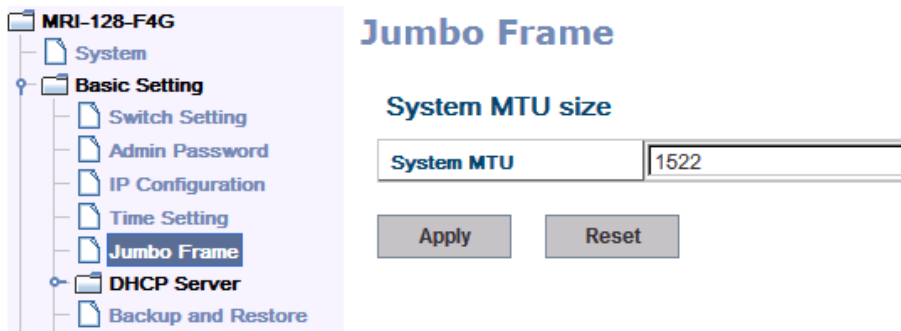 MRI-128-F4G
System
Basic Setting
Switch Setting
Admin Password
IP Configuration
Time Setting
Jumbo Frame
DHCP Server
Backup and Restore
Jumbo Frame
System MTU size
System MTU 1522
Apply Reset